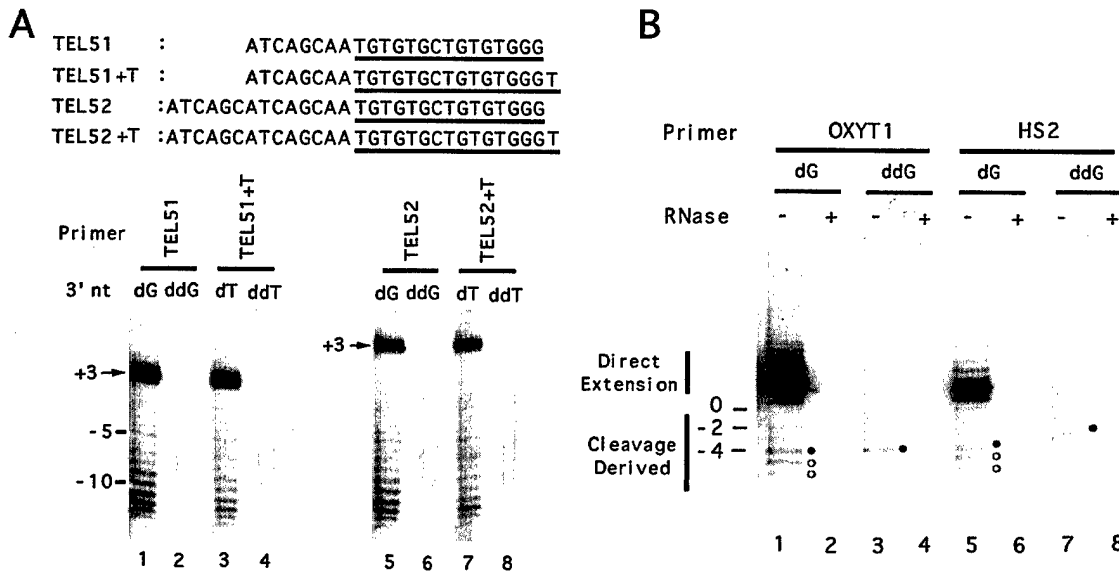 A
TEL51 : ATCAGCAATGTGTGCTGTGTGGG
TEL51+T : ATCAGCAATGTGTGCTGTGTGGGT
TEL52 :ATCAGCATCAGCAATGTGTGCTGTGTGGG
TEL52+T :ATCAGCATCAGCAATGTGTGCTGTGTGGGT
Primer TEL51 TEL51+T TEL52 TEL52+T
3' nt dG ddG dT ddT dG ddG dT ddT
+3
+3
-5
-10
1 2 3 4 5 6 7 8
B
Primer OXYT1 HS2
dG ddG dG ddG
RNase - + - + - + - +
Direct
Extension
0
-2
-4
Cleavage
Derived
1 2 3 4 5 6 7 8